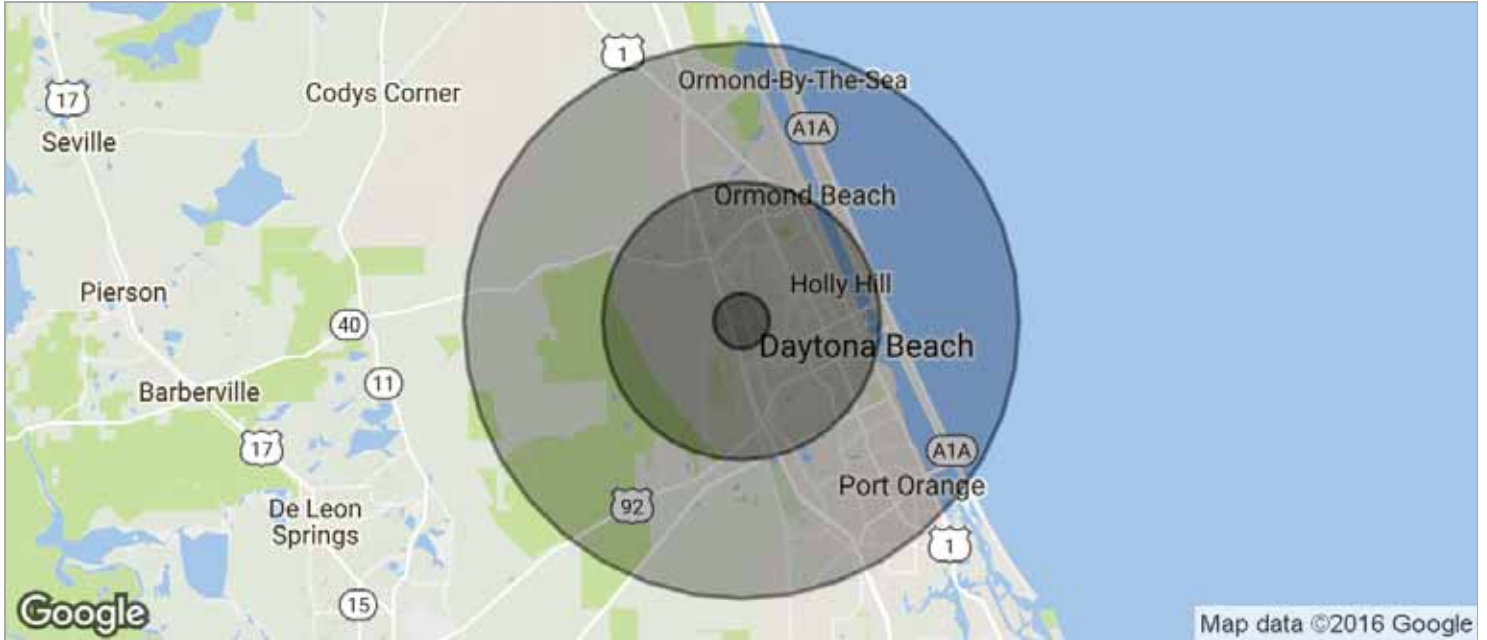 1
Ormond-By-The-Sea
17
Codys Corner
A1A
Seville
Ormond Beach
Holly Hill
Pierson
40
Daytona Beach
11
Barberville
17
A1A
Port Orange
92
De Leon
Springs
1
15
Google
Map data ©2016 Google